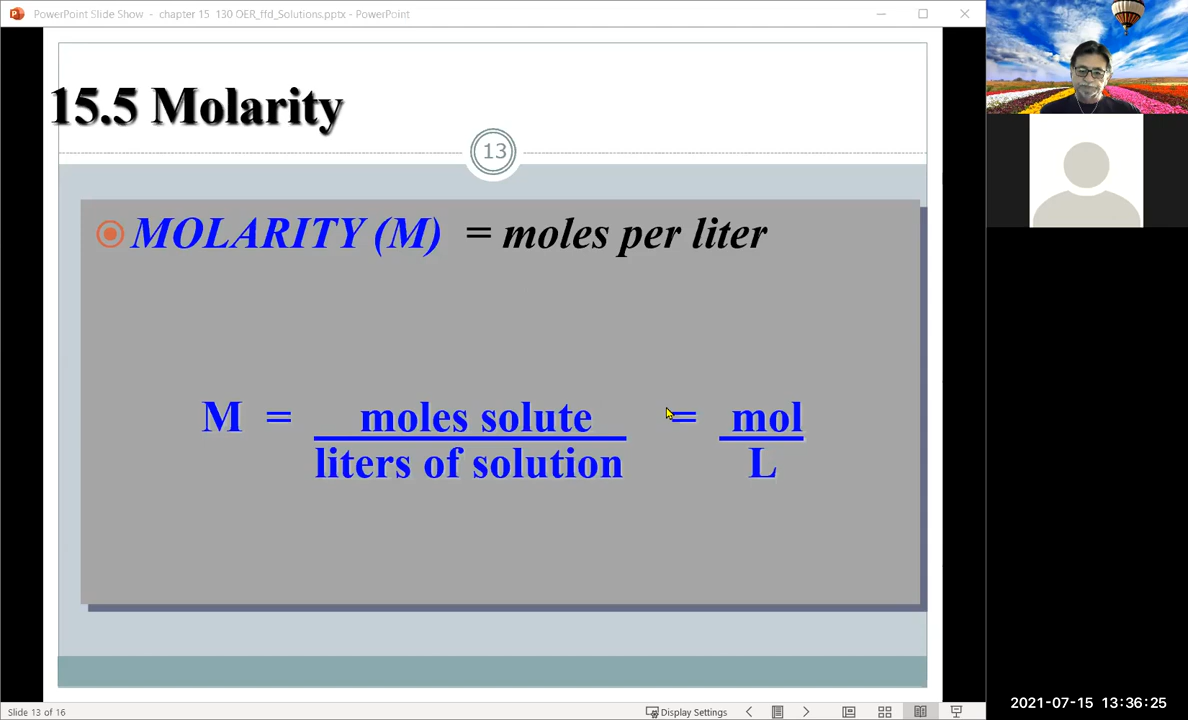 PowerPoint Slide Show - chapter 15 130 OER_ffd_Solutions.pptx - PowerPoint
15.5 Molarity
13
MOLARITY (M) = moles per liter
M = moles solute = mol
liters of solution L
Slide 13 of 16
Display Settings
2021-07-15 13:36:25